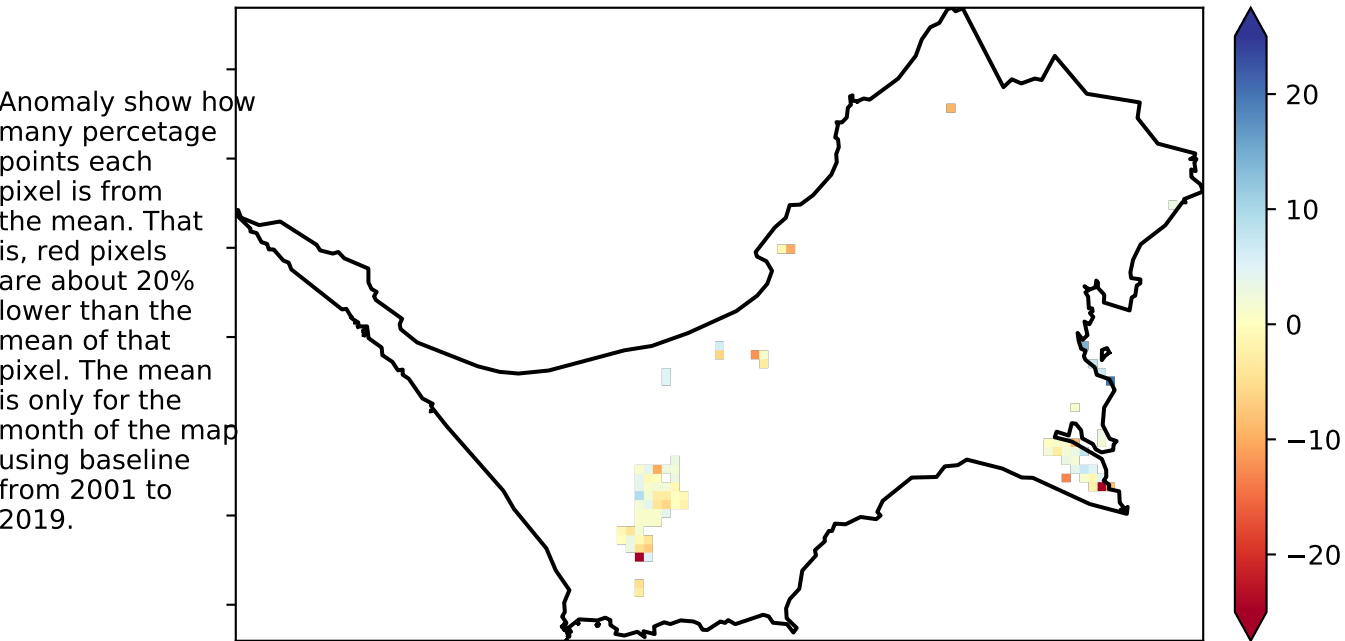 Anomaly show how
many percetage
points each
pixel is from
the mean. That
is, red pixels
are about 20%
lower than the
mean of that
pixel. The mean
is only for the
month of the map
using baseline
from 2001 to
2019.
20
10
0
−10
−20